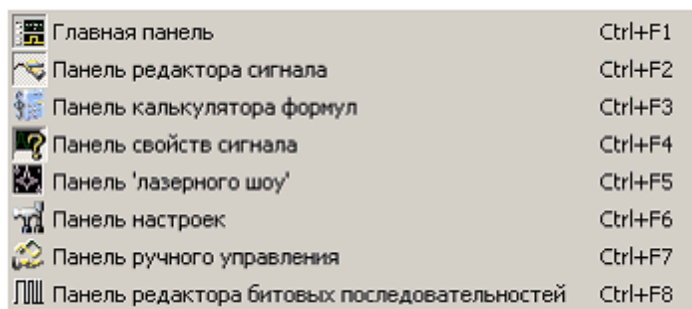 Главная панель Ctrl+F1
Панель редактора сигнала Ctrl+F2
Панель калькулятора формул Ctrl+F3
Панель свойств сигнала Ctrl+F4
Панель 'лазерного шоу' Ctrl+F5
Панель настроек Ctrl+F6
Панель ручного управления Ctrl+F7
Панель редактора битовых последовательностей Ctrl+F8